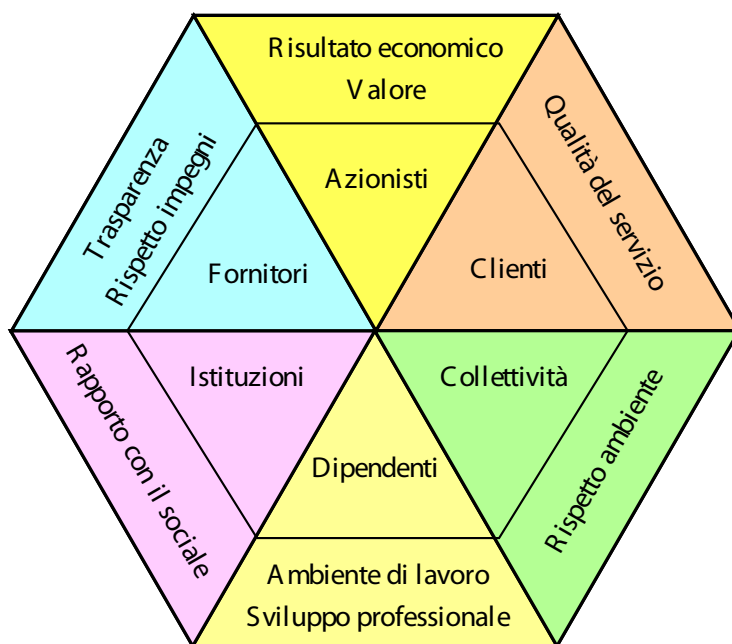 Risultato economico
Valore
Azionisti
Qualità del servizio
Clienti
Trasparenza
Rispetto impegni
Fornitori
Istituzioni
Rapporto con il sociale
Collettività
Rispetto ambiente
Dipendenti
Ambiente di lavoro
Sviluppo professionale